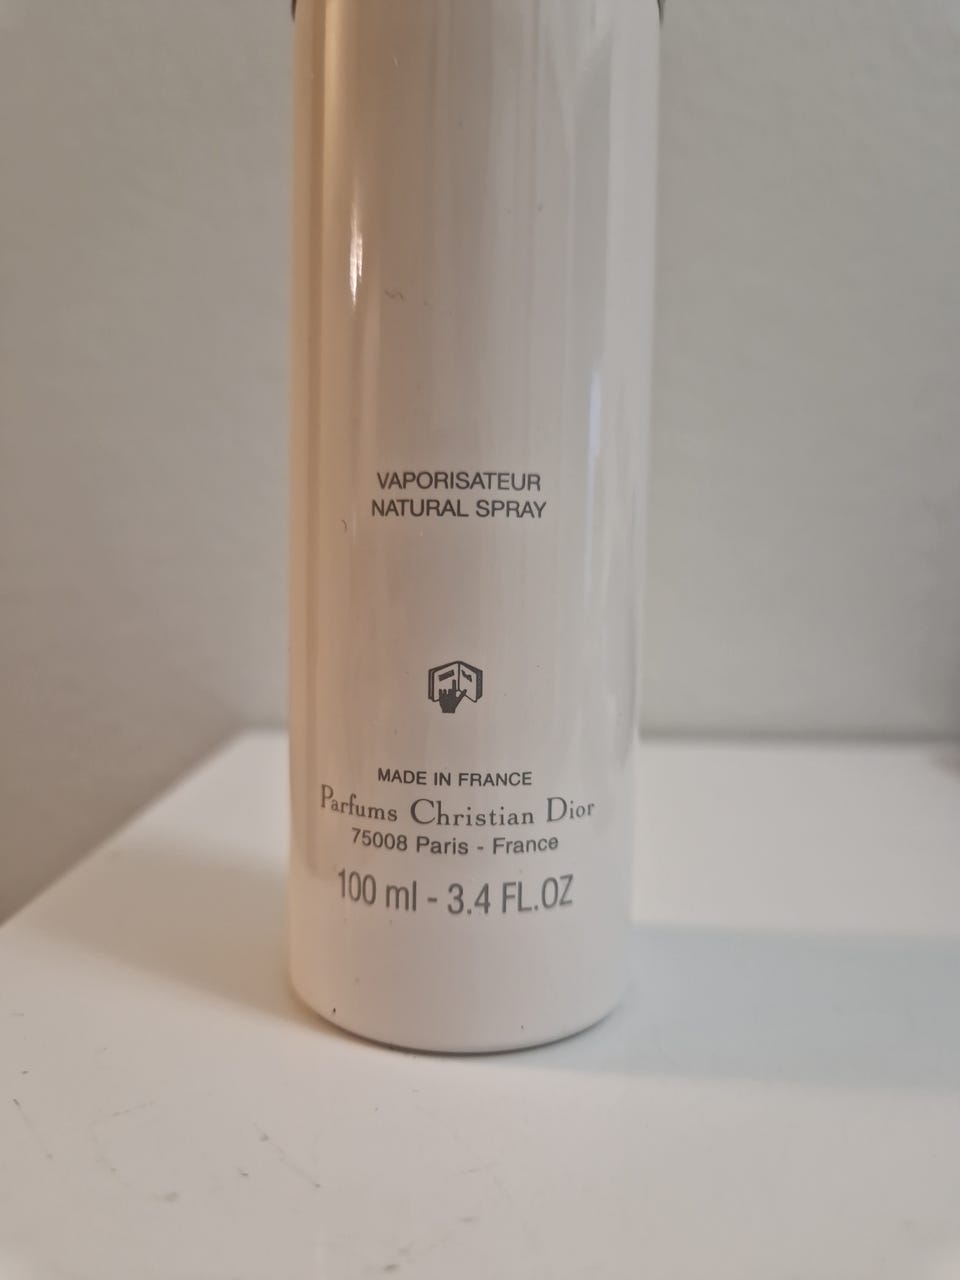 VAPORISATEUR
NATURAL SPRAY
MADE IN FRANCE
Parfums Christian Dior
75008 Paris - France
100 ml - 3.4 FL.OZ